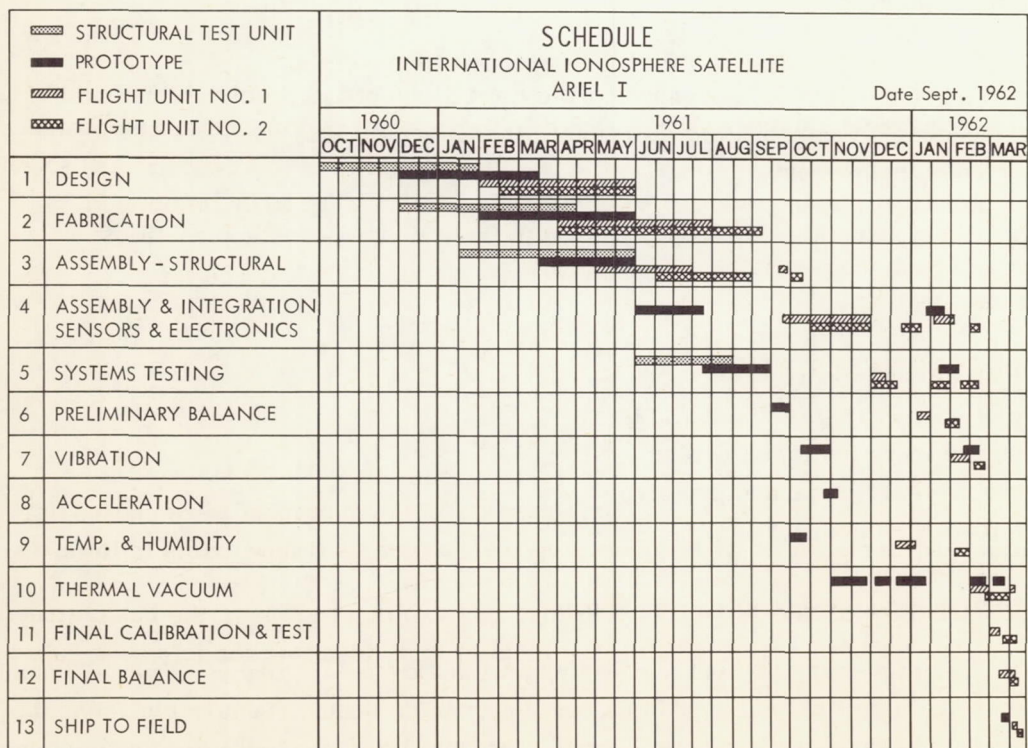 STRUCTURAL TEST UNIT
PROTOTYPE
FLIGHT UNIT NO. 1
FLIGHT UNIT NO. 2
SCHEDULE
INTERNATIONAL IONOSPHERE SATELLITE
ARIEL I
Date Sept. 1962
1960 1961 1962
OCT NOV DEC JAN FEB MAR APR MAY JUN JUL AUG SEP OCT NOV DEC JAN FEB MAR
1 DESIGN
2 FABRICATION
3 ASSEMBLY - STRUCTURAL
4 ASSEMBLY & INTEGRATION
SENSORS & ELECTRONICS
5 SYSTEMS TESTING
6 PRELIMINARY BALANCE
7 VIBRATION
8 ACCELERATION
9 TEMP. & HUMIDITY
10 THERMAL VACUUM
11 FINAL CALIBRATION & TEST
12 FINAL BALANCE
13 SHIP TO FIELD